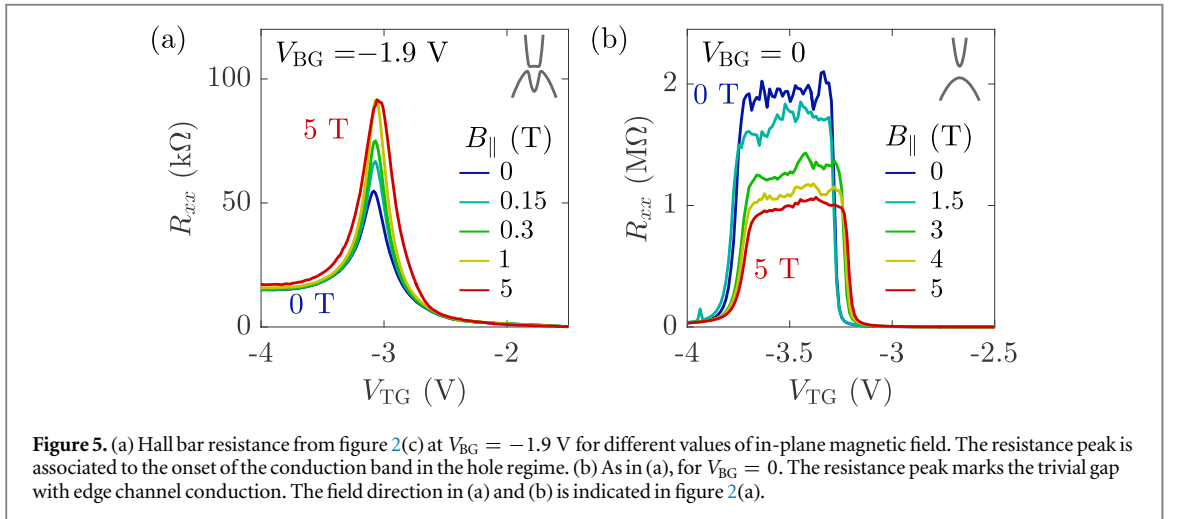 (a)
V_BG = −1.9 V
100
50
0
R_xx (kΩ)
5 T
0 T
B_∥ (T)
0
0.15
0.3
1
5
-4
-3
-2
V_TG (V)
(b)
V_BG = 0
2
1
0
R_xx (MΩ)
0 T
5 T
B_∥ (T)
0
1.5
3
4
5
-4
-3.5
-3
-2.5
V_TG (V)
Figure 5. (a) Hall bar resistance from figure 2(c) at V_BG = −1.9 V for different values of in-plane magnetic field. The resistance peak is
associated to the onset of the conduction band in the hole regime. (b) As in (a), for V_BG = 0. The resistance peak marks the trivial gap
with edge channel conduction. The field direction in (a) and (b) is indicated in figure 2(a).